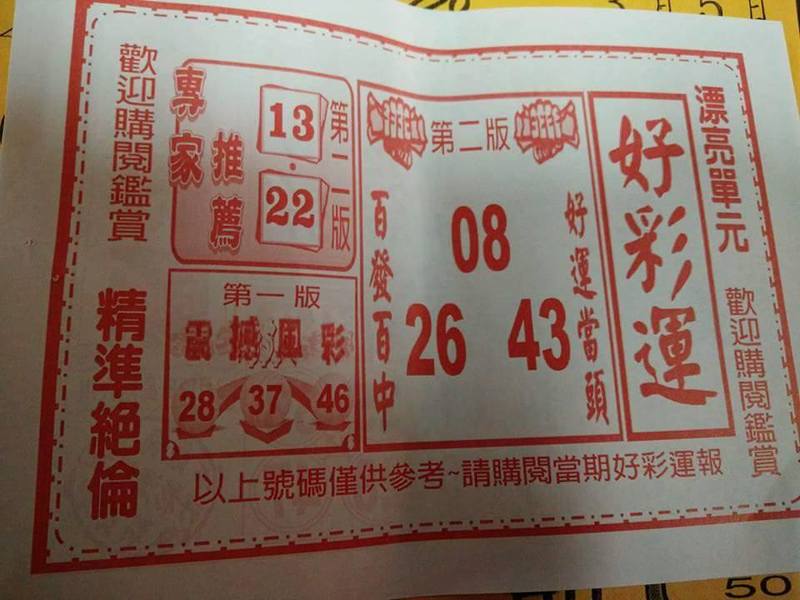 漂亮單元
歡迎購閱鑑賞
好彩運
第二版
好運當頭
百發百中
08
26 43
專家
推薦
第二版
13
22
第一版
28 37 46
歡迎購閱鑑賞
精準絕倫
以上號碼僅供參考~請購閱當期好彩運報
50